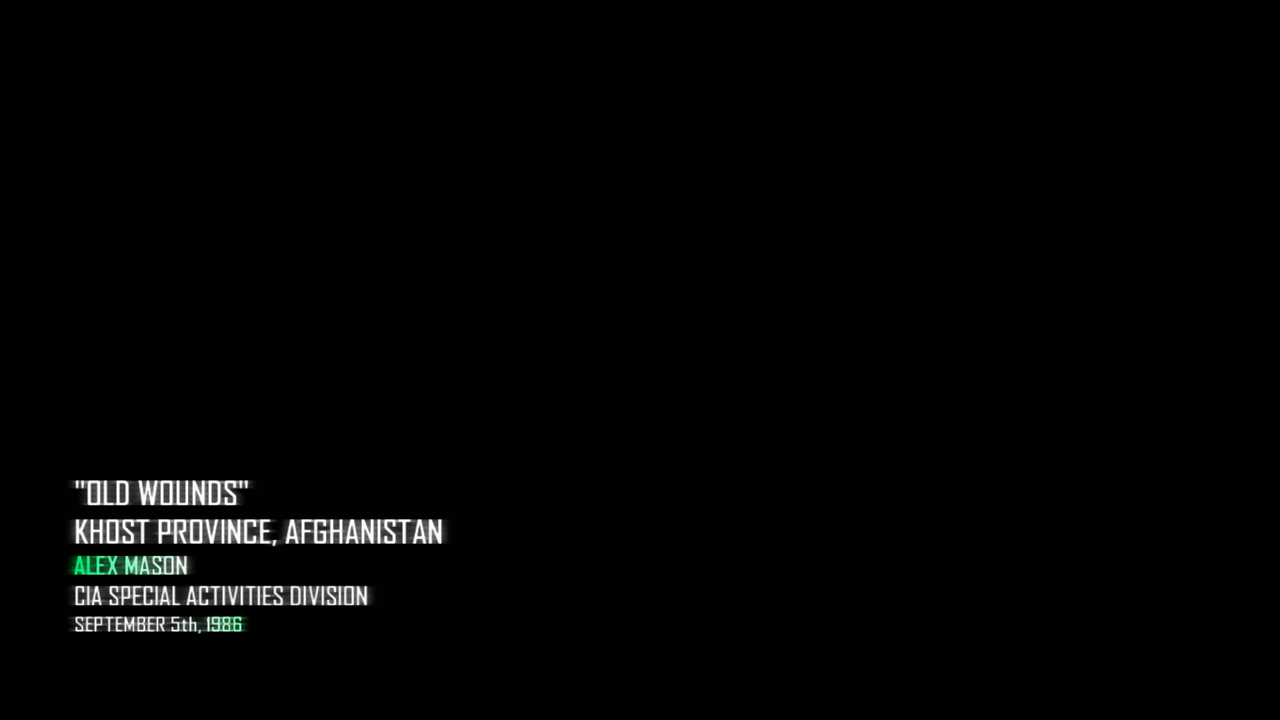 "OLD WOUNDS"
KHOST PROVINCE, AFGHANISTAN
ALEX MASON
CIA SPECIAL ACTIVITIES DIVISION
SEPTEMBER 5th, 1986